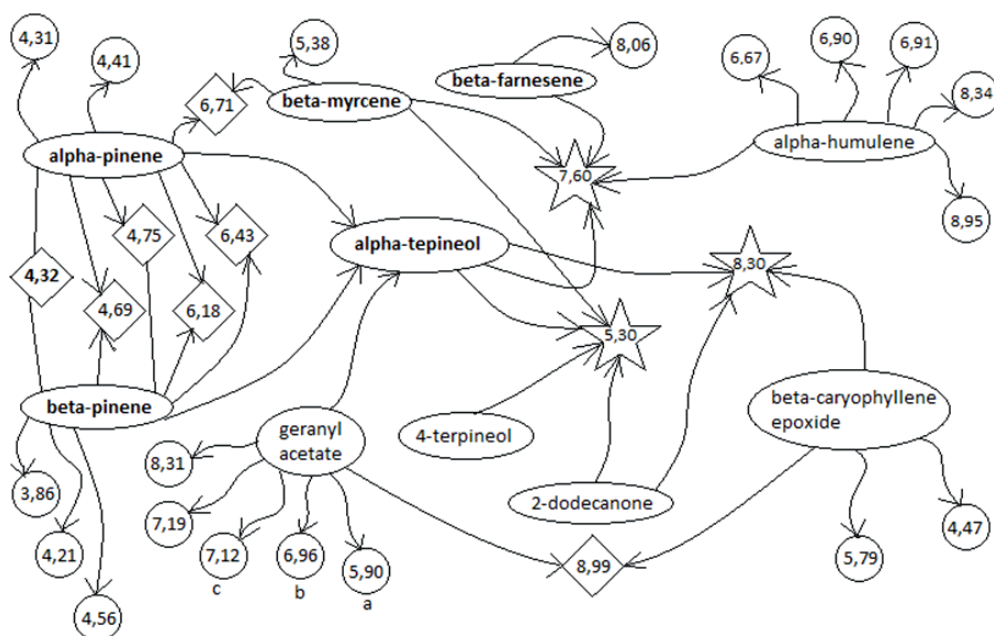 4,31
4,41
5,38
8,06
6,67
6,90
6,91
8,34
6,71
beta-myrcene
beta-farnesene
alpha-pinene
alpha-humulene
7,60
8,95
4,75
6,43
alpha-tepineol
8,30
4,32
4,69
6,18
5,30
beta-pinene
geranyl
acetate
4-terpineol
beta-caryophyllene
epoxide
8,31
3,86
7,19
2-dodecanone
4,47
4,21
7,12
6,96
5,90
8,99
5,79
c
b
a
4,56